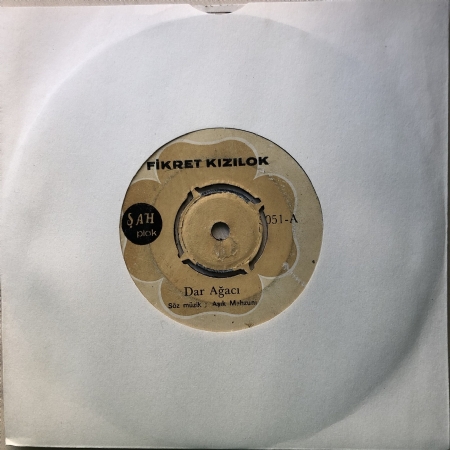 FİKRET KIZILOK
ŞAH
plak
051-A
Dar Ağacı
Söz müzik : Aşık Mahzuni